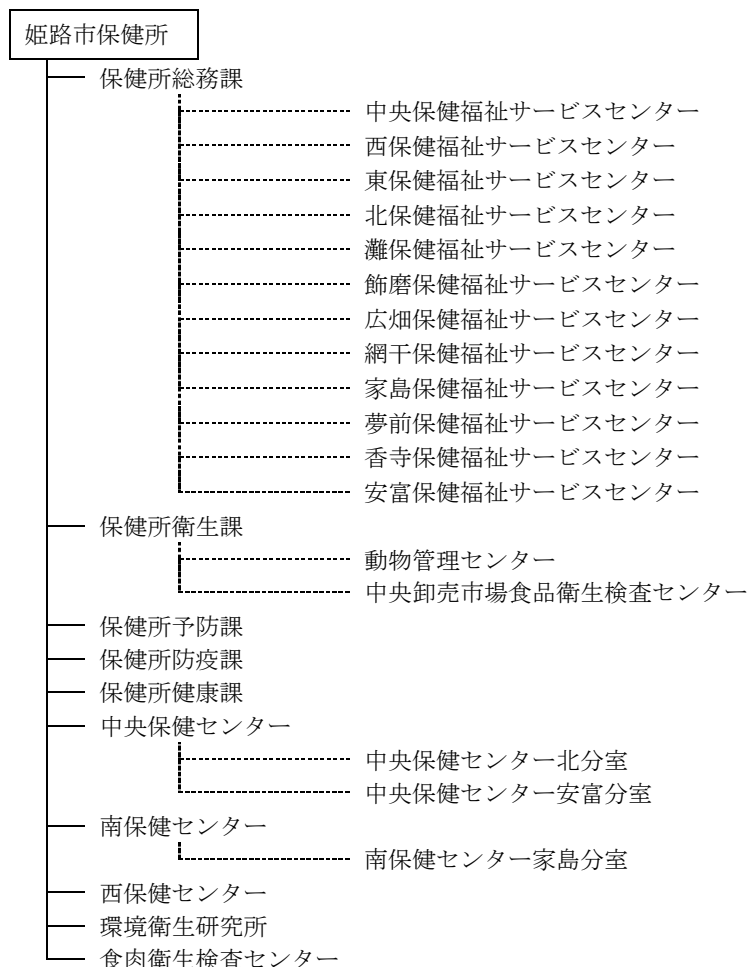 姫路市保健所
保健所総務課
中央保健福祉サービスセンター
西保健福祉サービスセンター
東保健福祉サービスセンター
北保健福祉サービスセンター
灘保健福祉サービスセンター
飾磨保健福祉サービスセンター
広畑保健福祉サービスセンター
網干保健福祉サービスセンター
家島保健福祉サービスセンター
夢前保健福祉サービスセンター
香寺保健福祉サービスセンター
安富保健福祉サービスセンター
保健所衛生課
動物管理センター
中央卸売市場食品衛生検査センター
保健所予防課
保健所防疫課
保健所健康課
中央保健センター
中央保健センター北分室
中央保健センター安富分室
南保健センター
南保健センター家島分室
西保健センター
環境衛生研究所
食肉衛生検査センター